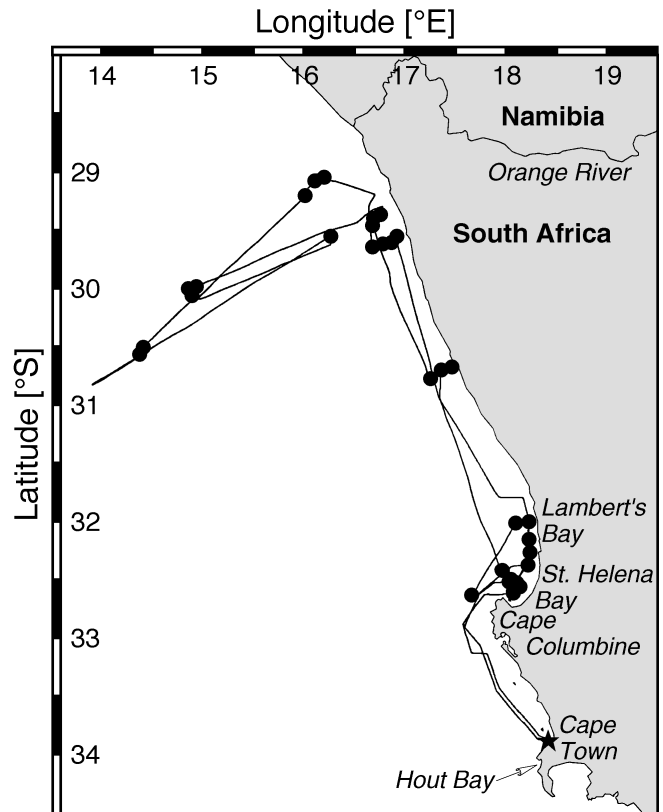 Longitude [°E]
14 15 16 17 18 19
Namibia
29
Orange River
South Africa
30
Latitude [°S]
31
32
Lambert's
Bay
St. Helena
Bay
Cape
Columbine
33
Cape
Town
34
Hout Bay